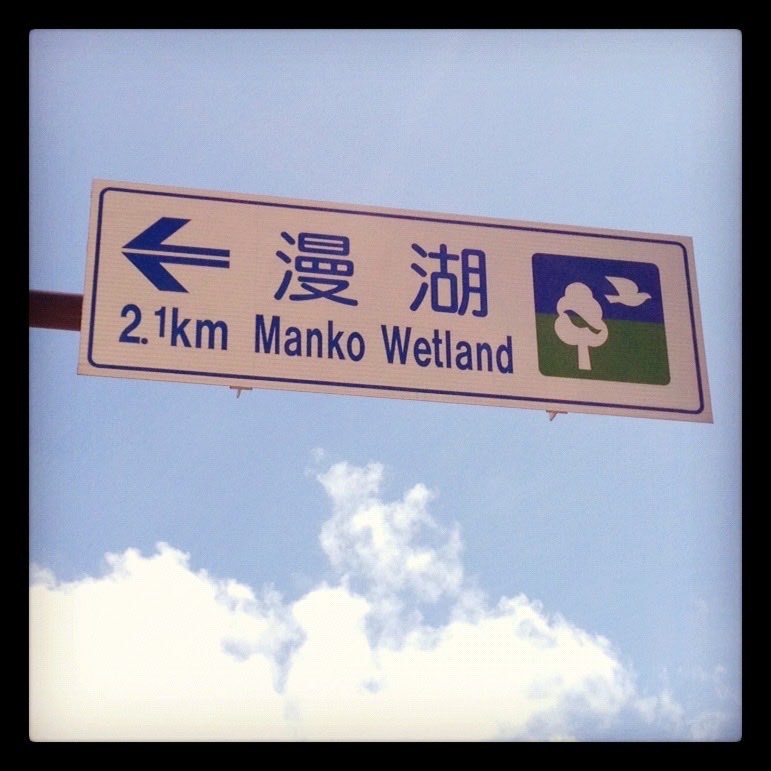 漫湖
2.1km Manko Wetland